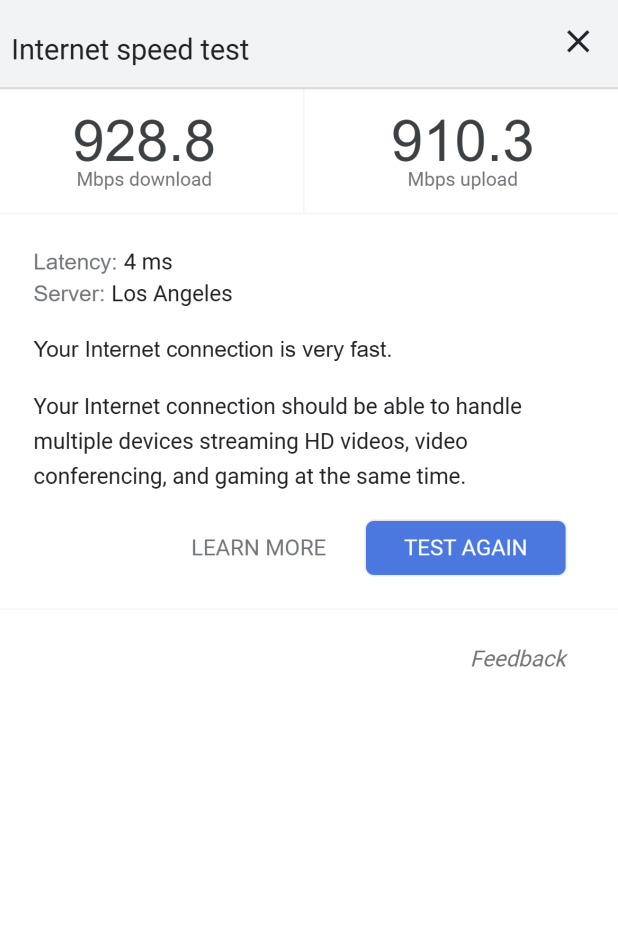 Internet speed test
928.8
Mbps download
910.3
Mbps upload
Latency: 4 ms
Server: Los Angeles
Your Internet connection is very fast.
Your Internet connection should be able to handle
multiple devices streaming HD videos, video
conferencing, and gaming at the same time.
LEARN MORE
TEST AGAIN
Feedback